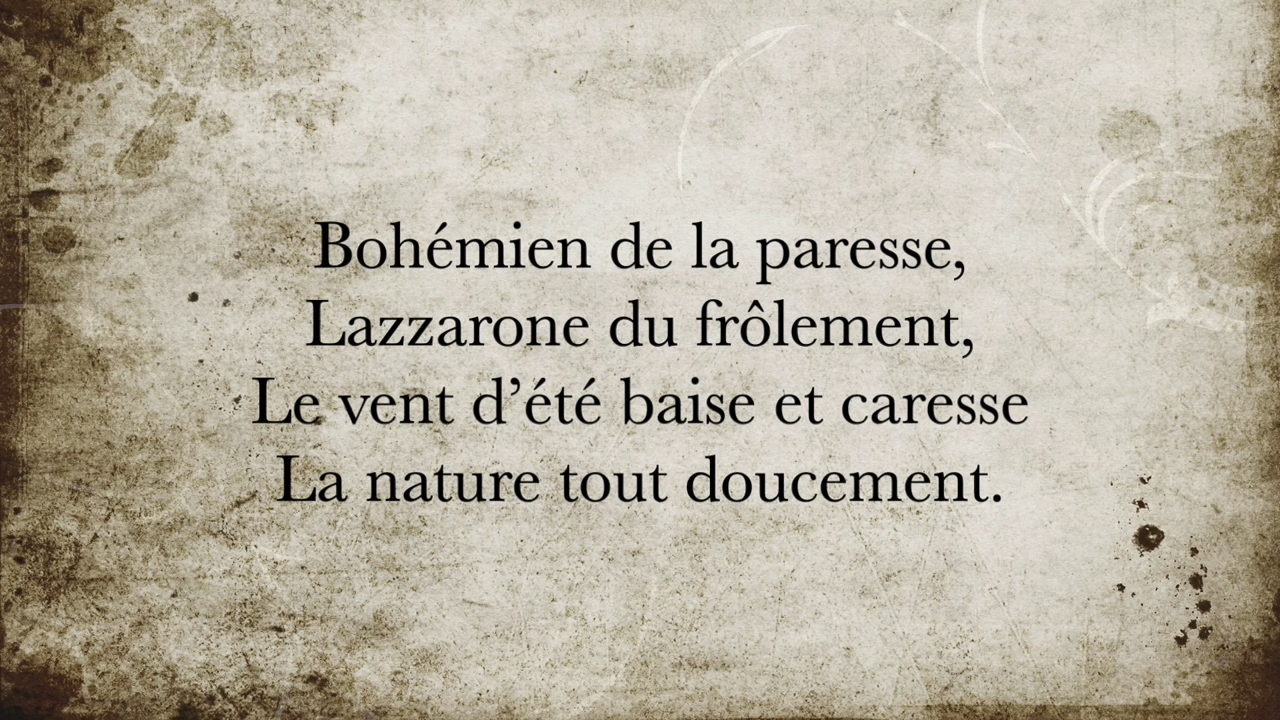 Bohémien de la paresse,
Lazzarone du frôlement,
Le vent d’été baise et caresse
La nature tout doucement.